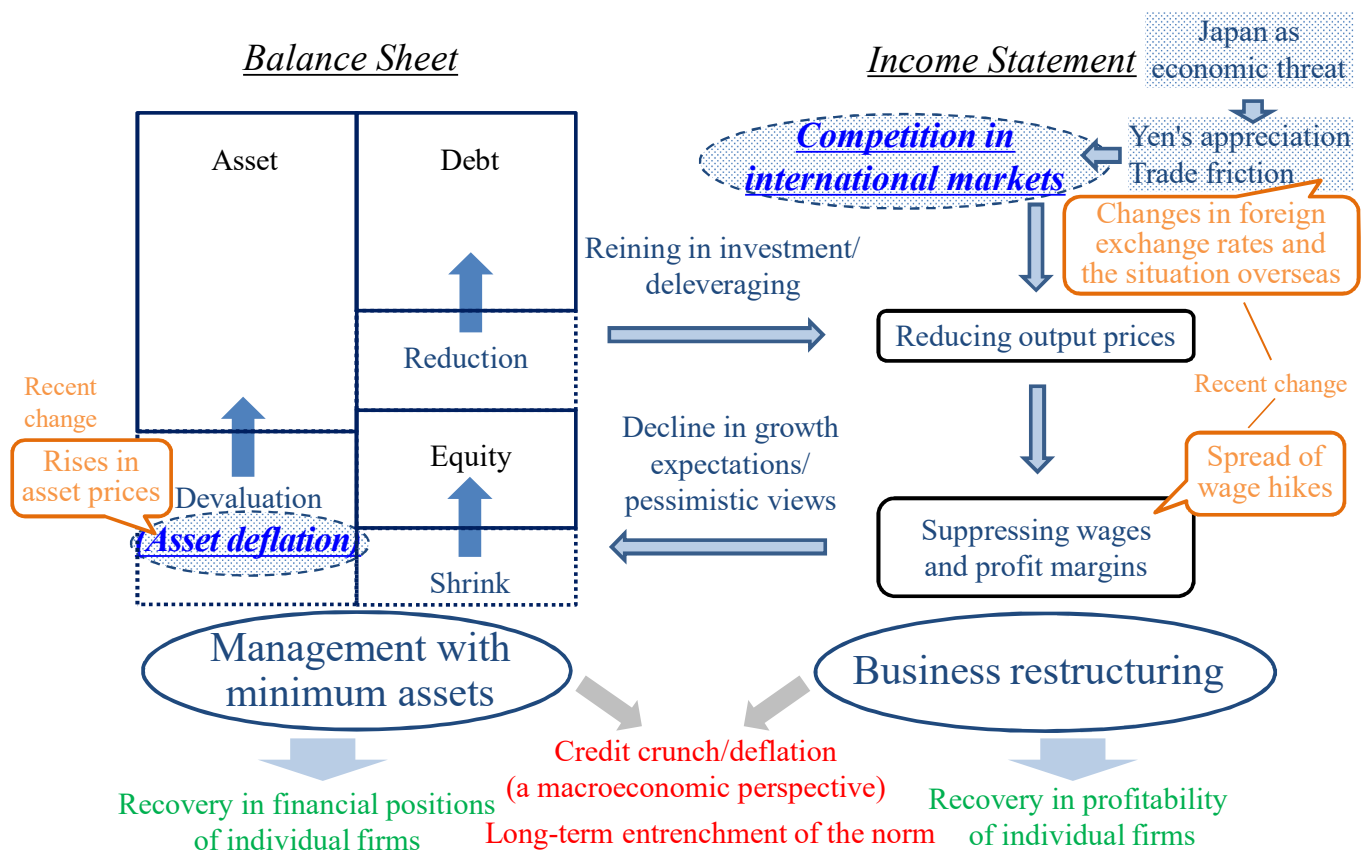 Balance Sheet
Income Statement
Japan as
economic threat
Asset
Debt
Competition in
international markets
Yen's appreciation
Trade friction
Changes in foreign
exchange rates and
the situation overseas
Reining in investment/
deleveraging
Reducing output prices
Reduction
Recent
change
Recent change
Rises in
asset prices
Devaluation
(Asset deflation)
Equity
Decline in growth
expectations/
pessimistic views
Spread of
wage hikes
Suppressing wages
and profit margins
Shrink
Management with
minimum assets
Business restructuring
Credit crunch/deflation
(a macroeconomic perspective)
Long-term entrenchment of the norm
Recovery in financial positions
of individual firms
Recovery in profitability
of individual firms